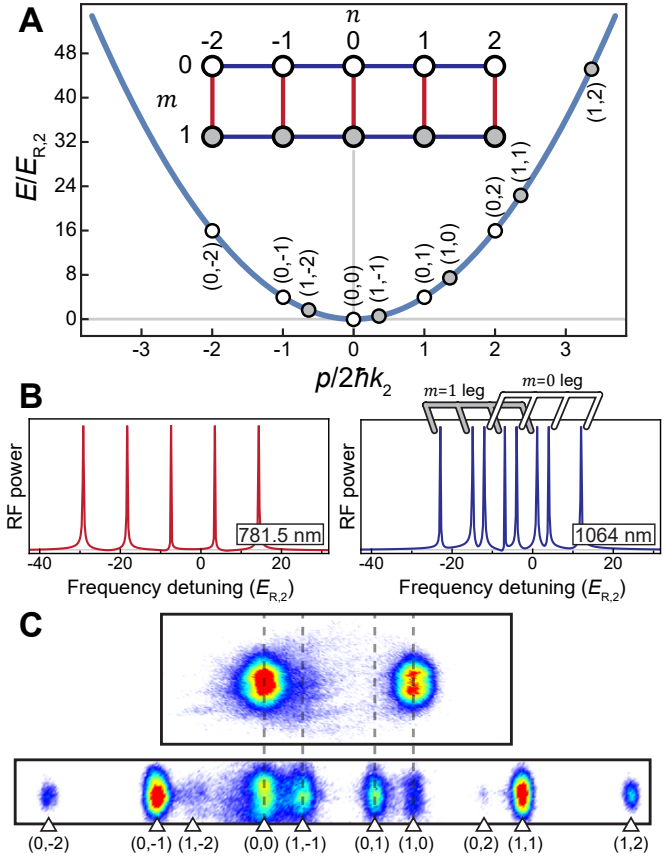 A
n
-2 -1 0 1 2
0
m
1
E/E_R,2
48
40
32
24
16
8
0
(0,-2)
(0,-1)
(1,-2)
(0,0)
(1,-1)
(0,1)
(1,0)
(0,2)
(1,1)
(1,2)
-3 -2 -1 0 1 2 3
p/2ħk₂
B
RF power
781.5 nm
-40 -20 0 20
Frequency detuning (E_R,2)
m=1 leg
m=0 leg
RF power
1064 nm
-40 -20 0 20
Frequency detuning (E_R,2)
C
(0,-2) (0,-1) (1,-2) (0,0) (1,-1) (0,1) (1,0) (0,2) (1,1) (1,2)